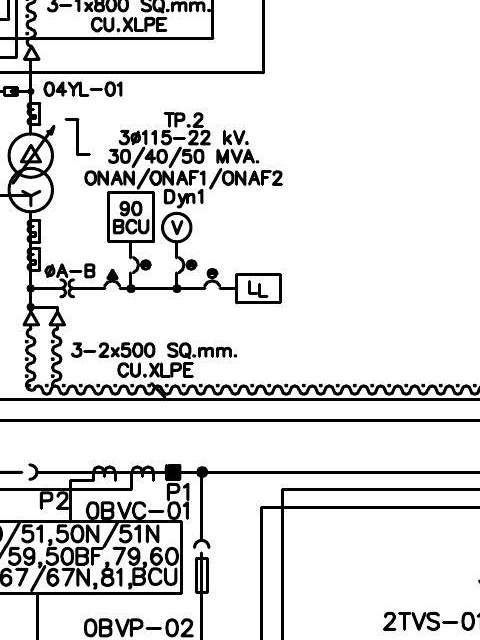 3-1x800 SQ.mm.
CU.XLPE
04YL-01
TP.2
3ø115-22 kV.
30/40/50 MVA.
ONAN/ONAF1/ONAF2
Dyn1
90
BCU
V
øA-B
LL
3-2x500 SQ.mm.
CU.XLPE
P2
P1
0BVC-01
/51,50N/51N
/59,50BF,79,60
67/67N,81,BCU
0BVP-02
2TVS-01